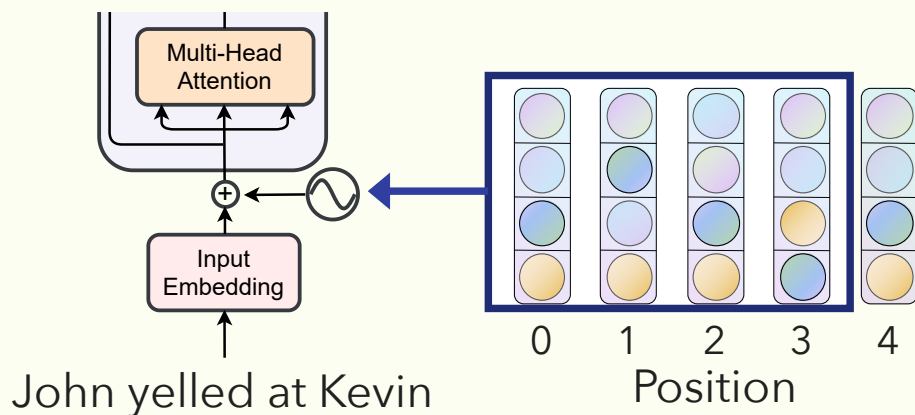 Multi-Head
Attention
+
Input
Embedding
John yelled at Kevin
0 1 2 3 4
Position